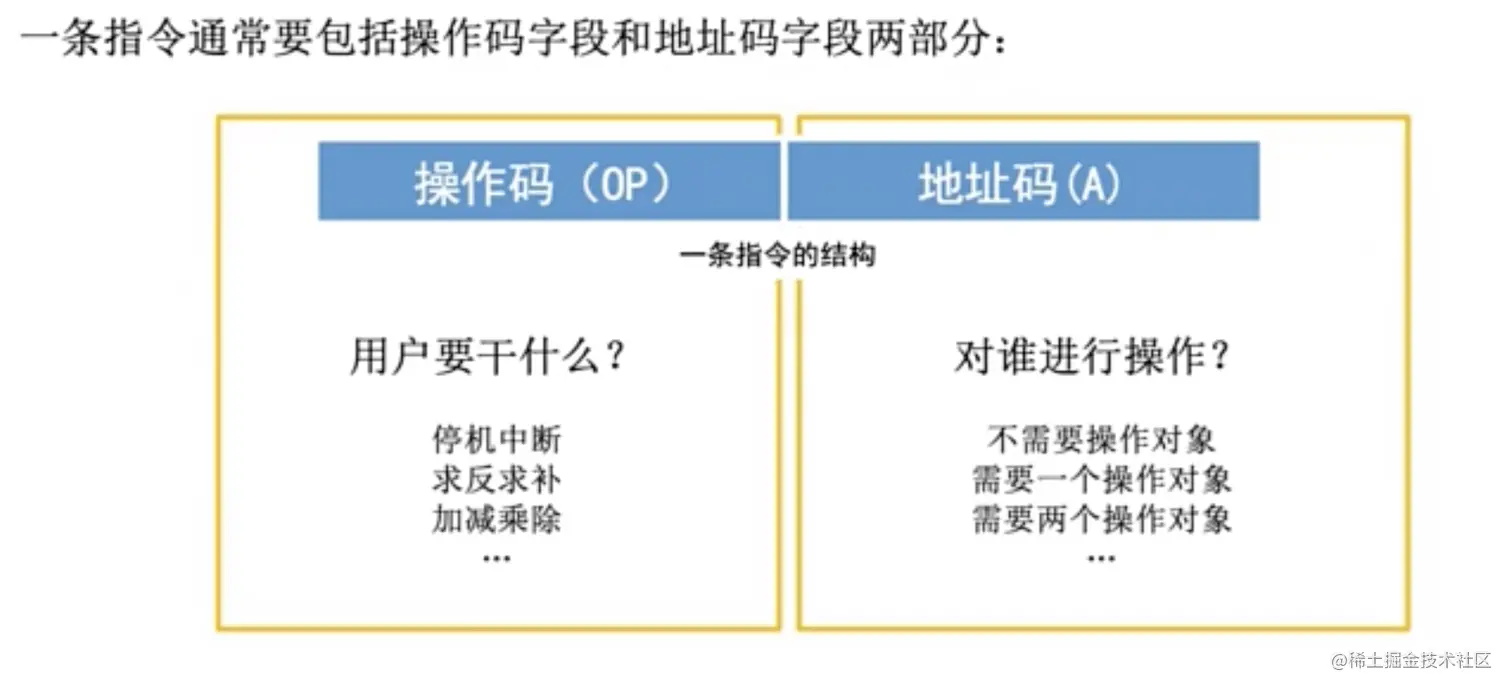 一条指令通常要包括操作码字段和地址码字段两部分：
操作码（OP）
地址码(A)
一条指令的结构
用户要干什么？
停机中断
求反求补
加减乘除
…
对谁进行操作？
不需要操作对象
需要一个操作对象
需要两个操作对象
…
@稀土掘金技术社区